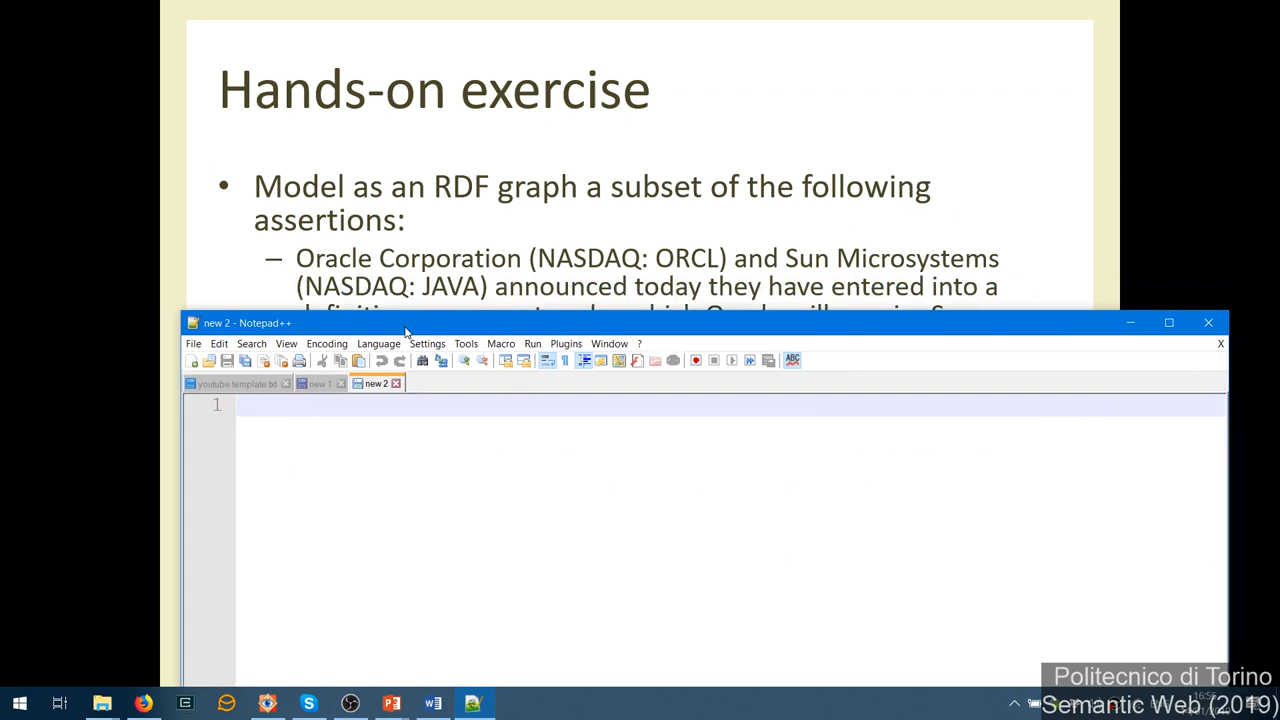 Hands-on exercise
• Model as an RDF graph a subset of the following
assertions:
– Oracle Corporation (NASDAQ: ORCL) and Sun Microsystems
(NASDAQ: JAVA) announced today they have entered into a
new 2 - Notepad++
File Edit Search View Encoding Language Settings Tools Macro Run Plugins Window ? X
youtube template.txt new 1 new 2
1
Politecnico di Torino
Semantic Web (2019)